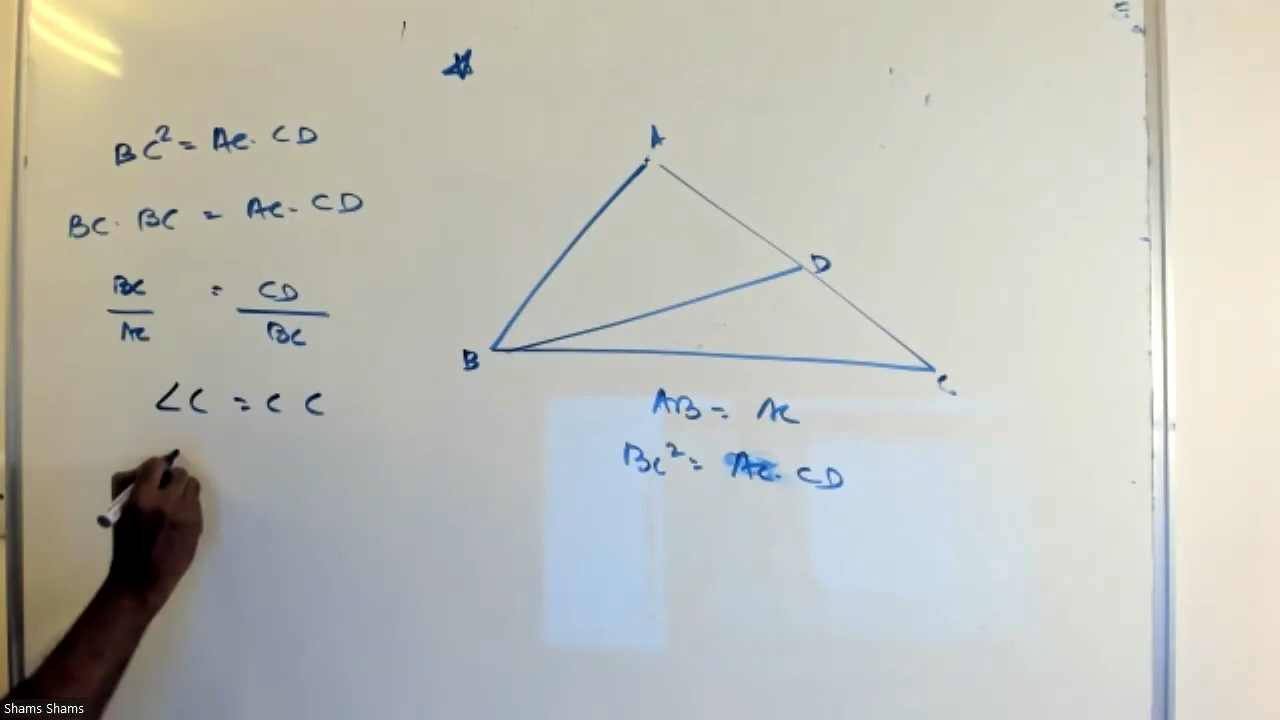 BC² = AC. CD
BC. BC = AC. CD
BC = CD
AC BC
∠C = C C
A
D
B
C
AB = AC
BC² = AC. CD
Shams Shams